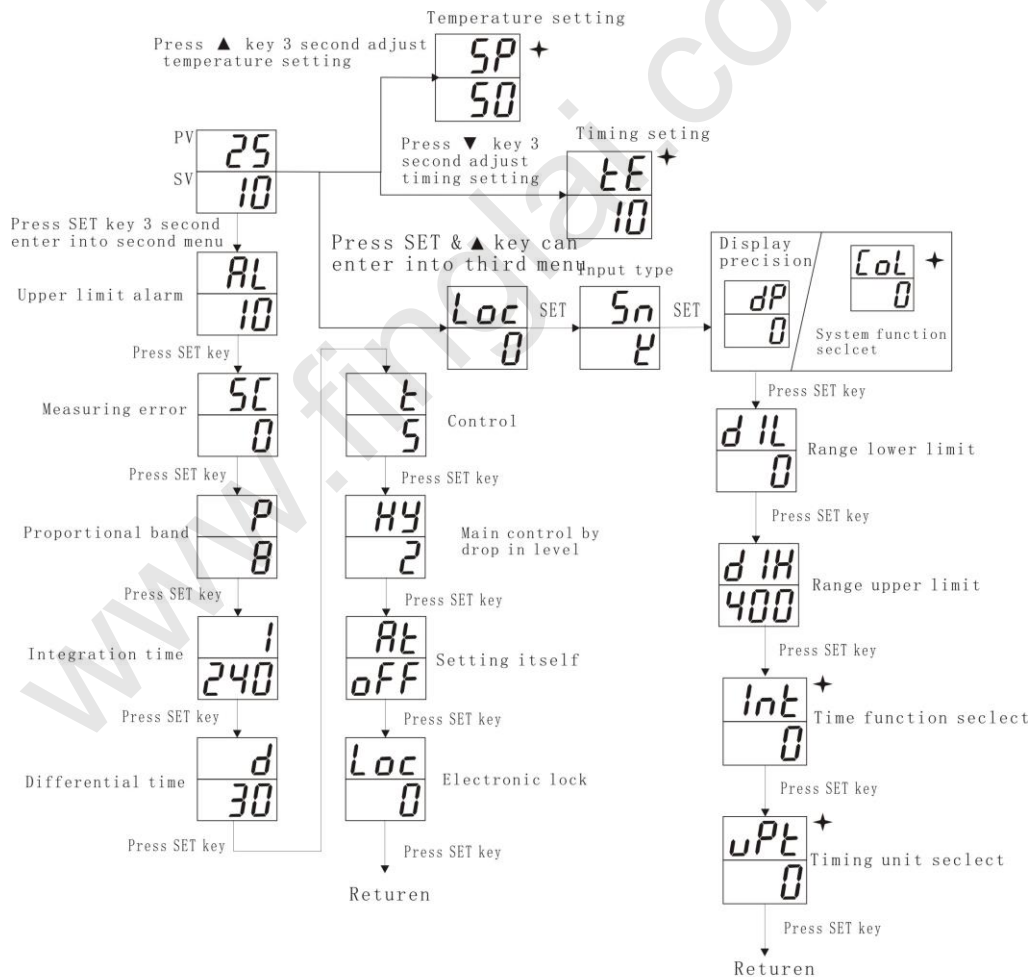 Temperature setting
Press ▲ key 3 second adjust
temperature setting
SP
50
PV
25
SV
10
Press ▼ key 3
second adjust
timing setting
Timing seting
tE
10
Press SET key 3 second
enter into second menu
Press SET & ▲ key can
enter into third menu
Upper limit alarm
AL
10
Press SET key
Measuring error
SC
0
Press SET key
Proportional band
P
8
Press SET key
Integration time
I
240
Press SET key
Differential time
d
30
Press SET key
t
5
Control
Press SET key
HY
2
Main control by
drop in level
Press SET key
At
oFF
Setting itself
Press SET key
Loc
0
Electronic lock
Press SET key
Returen
Loc
0
SET
Input type
Sn
K
SET
Display
precision
dP
0
CoL
0
System function
seclcet
Press SET key
dIL
0
Range lower limit
Press SET key
dIH
400
Range upper limit
Press SET key
Int
0
Time function seclect
Press SET key
uPt
0
Timing unit seclect
Press SET key
Returen
www.finglai.com